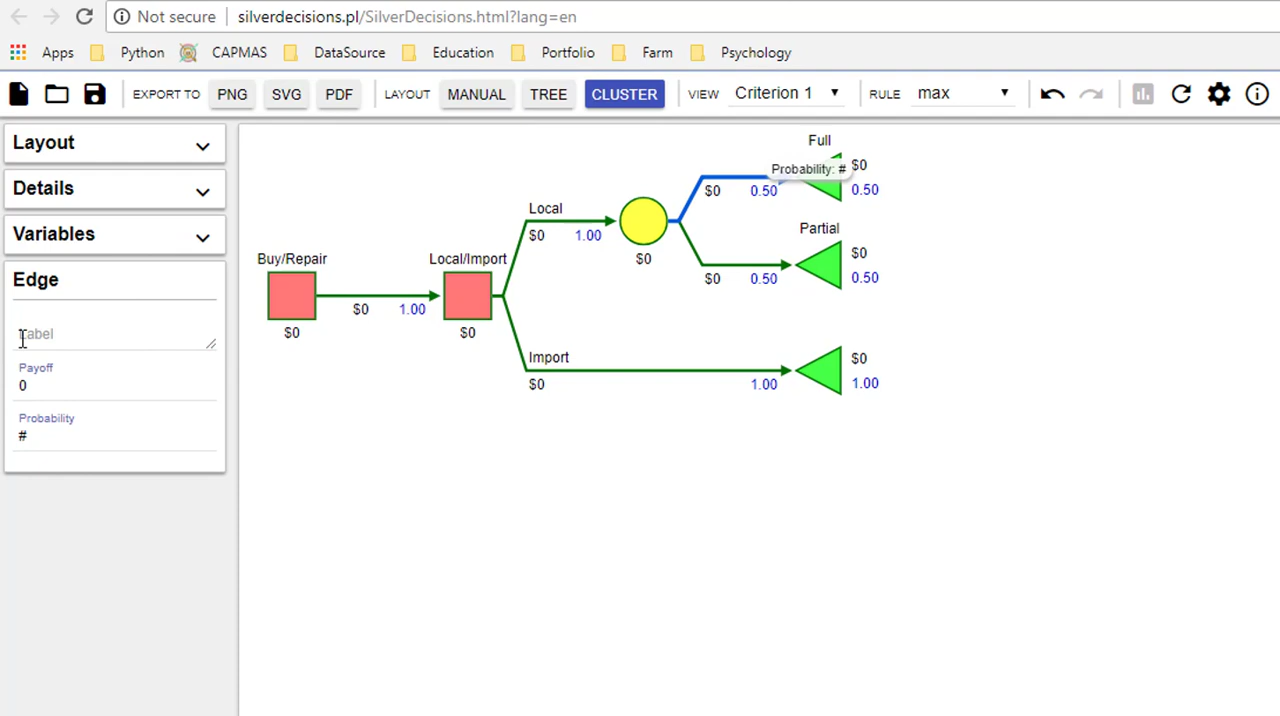 Not secure silverdecisions.pl/SilverDecisions.html?lang=en
Apps Python CAPMAS DataSource Education Portfolio Farm Psychology
EXPORT TO PNG SVG PDF LAYOUT MANUAL TREE CLUSTER VIEW Criterion 1 RULE max
Layout
Details
Variables
Edge
Label
Payoff
0
Probability
#
Full
Probability: # $0
$0 0.50 0.50
Local
$0 1.00
$0
Partial
$0
$0 0.50 0.50
Buy/Repair Local/Import
$0 1.00
$0 $0
Import $0
$0 1.00 1.00